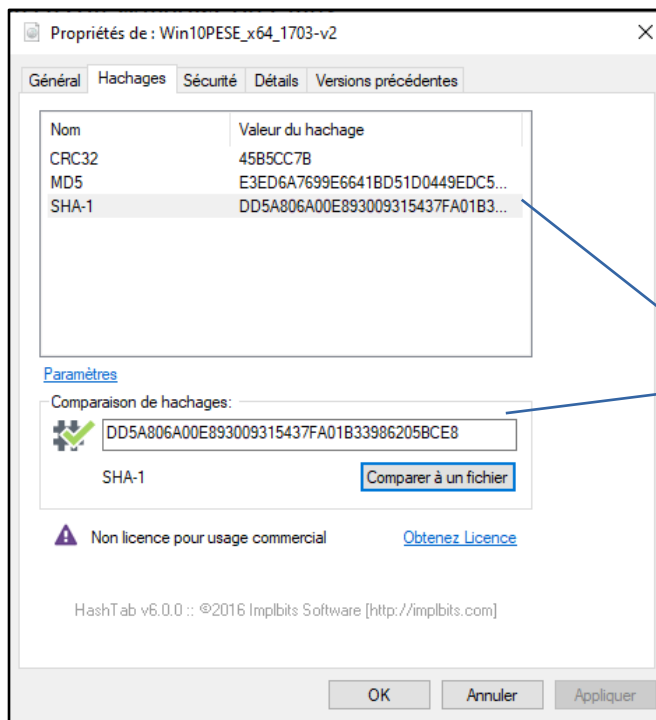 Propriétés de : Win10PESE_x64_1703-v2
Général Hachages Sécurité Détails Versions précédentes
Nom Valeur du hachage
CRC32 45B5CC7B
MD5 E3ED6A7699E6641BD51D0449EDC5...
SHA-1 DD5A806A00E893009315437FA01B3...
Paramètres
Comparaison de hachages:
DD5A806A00E893009315437FA01B33986205BCE8
SHA-1 Comparer à un fichier
Non licence pour usage commercial Obtenez Licence
HashTab v6.0.0 :: ©2016 Implbits Software [http://implbits.com]
OK Annuler Appliquer